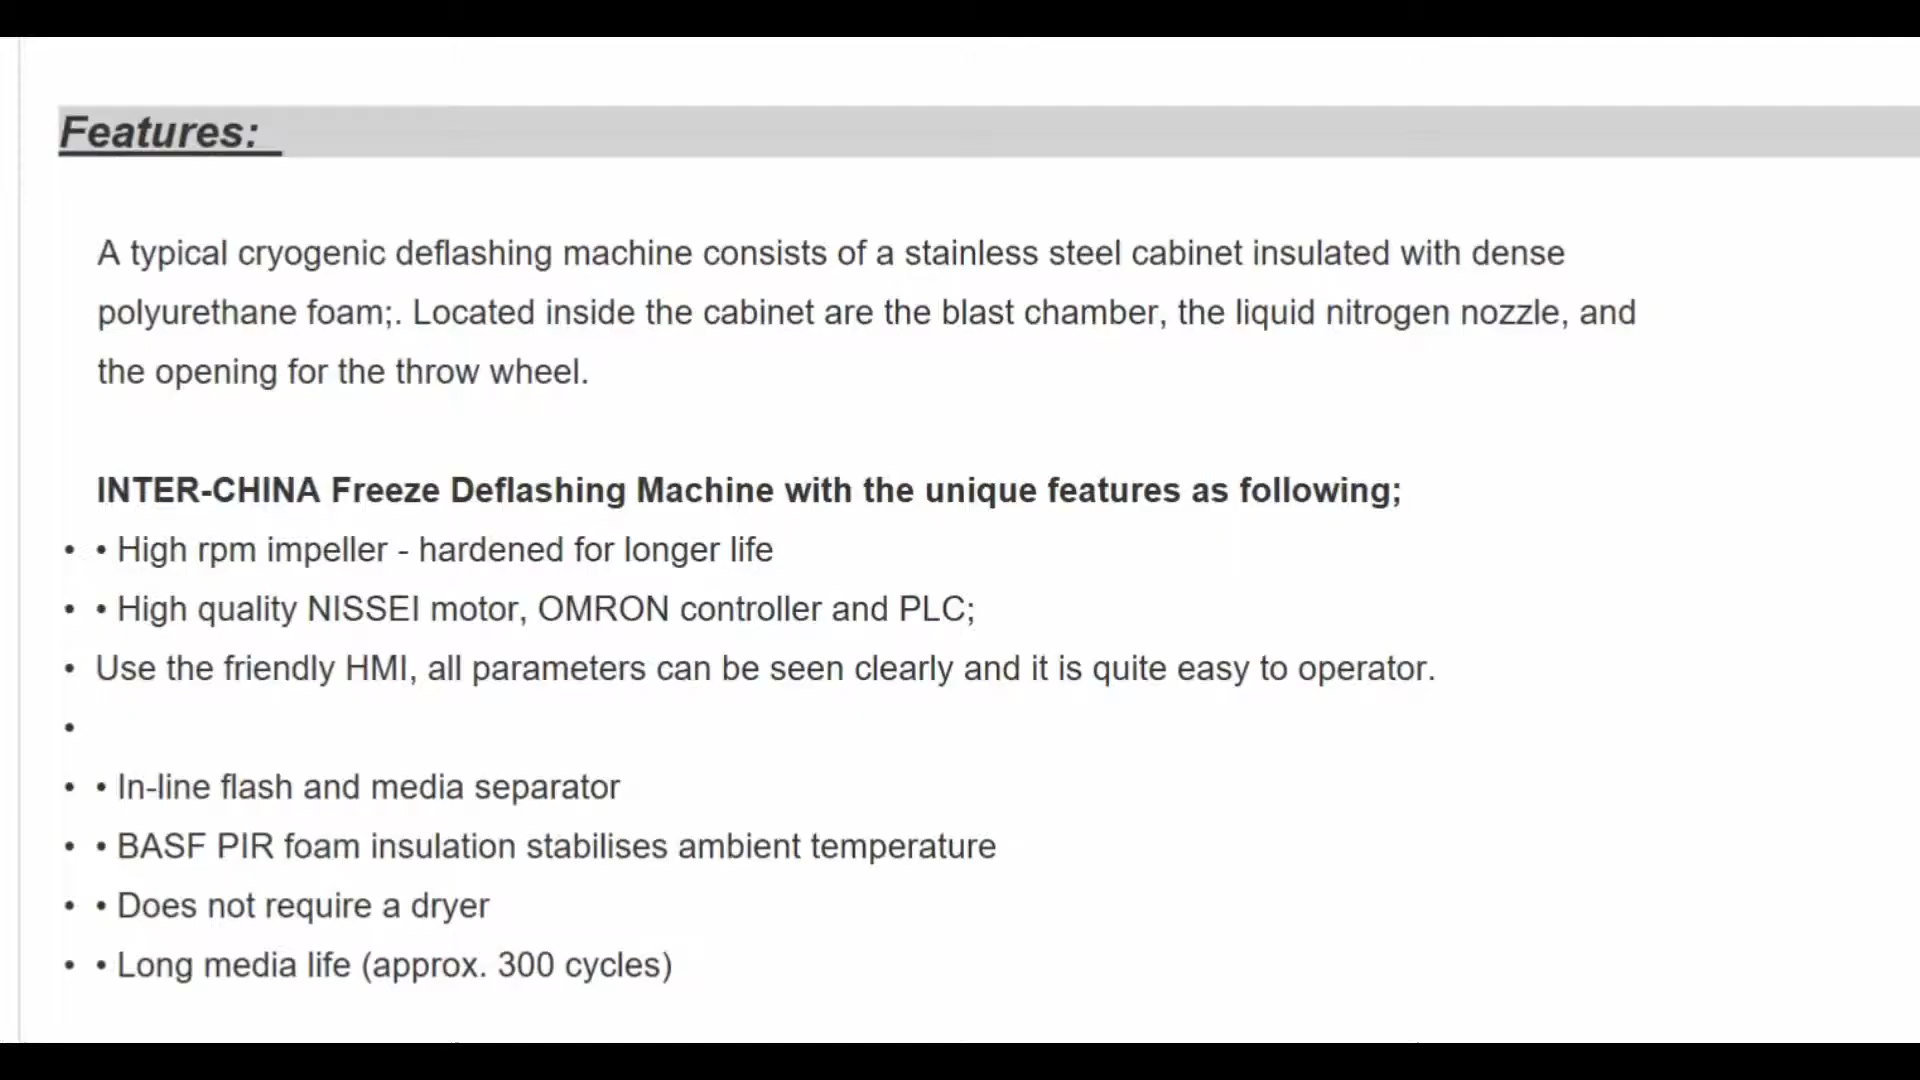 Features:
A typical cryogenic deflashing machine consists of a stainless steel cabinet insulated with dense
polyurethane foam;. Located inside the cabinet are the blast chamber, the liquid nitrogen nozzle, and
the opening for the throw wheel.
INTER-CHINA Freeze Deflashing Machine with the unique features as following;
• • High rpm impeller - hardened for longer life
• • High quality NISSEI motor, OMRON controller and PLC;
• Use the friendly HMI, all parameters can be seen clearly and it is quite easy to operator.
•
• • In-line flash and media separator
• • BASF PIR foam insulation stabilises ambient temperature
• • Does not require a dryer
• • Long media life (approx. 300 cycles)